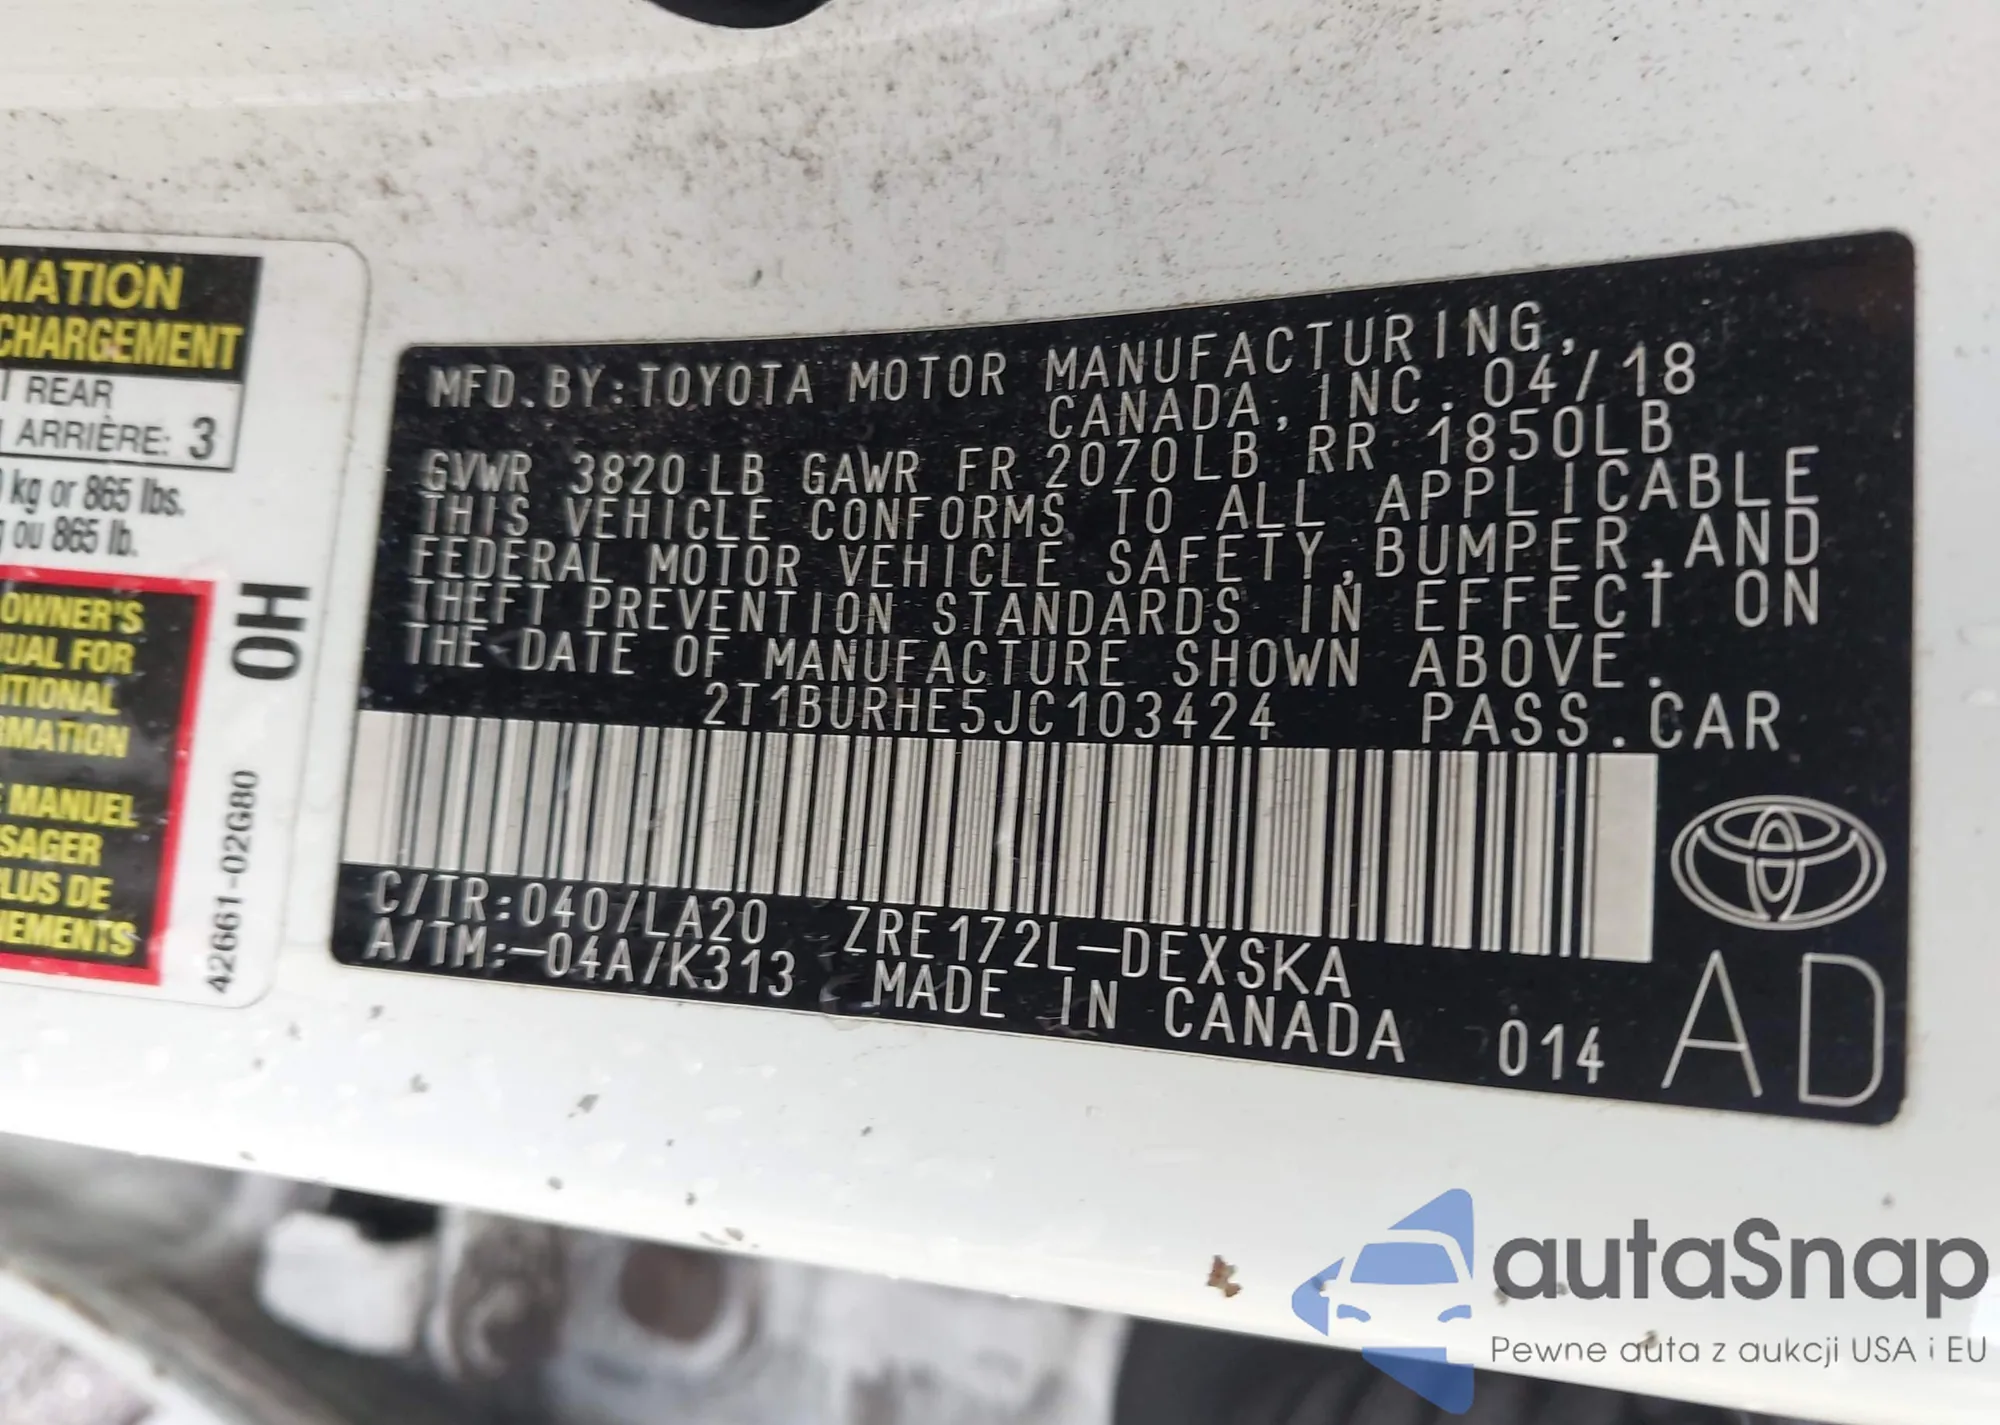 MATION
CHARGEMENT
REAR
ARRIÈRE: 3
kg or 865 lbs.
ou 865 lb.
OWNER'S
UAL FOR
ITIONAL
RMATION
MANUEL
SAGER
PLUS DE
NEMENTS
0H
42661-02G80
MFD. BY: TOYOTA MOTOR MANUFACTURING,
CANADA, INC. 04/18
GVWR 3820 LB GAWR FR 2070LB RR 1850LB
THIS VEHICLE CONFORMS TO ALL APPLICABLE
FEDERAL MOTOR VEHICLE SAFETY, BUMPER, AND
THEFT PREVENTION STANDARDS IN EFFECT ON
THE DATE OF MANUFACTURE SHOWN ABOVE.
2T1BURHE5JC103424 PASS. CAR
C/TR:040/LA20 ZRE172L-DEXSKA
A/TM:-04A/K313 MADE IN CANADA 014 AD
autaSnap
Pewne auta z aukcji USA i EU